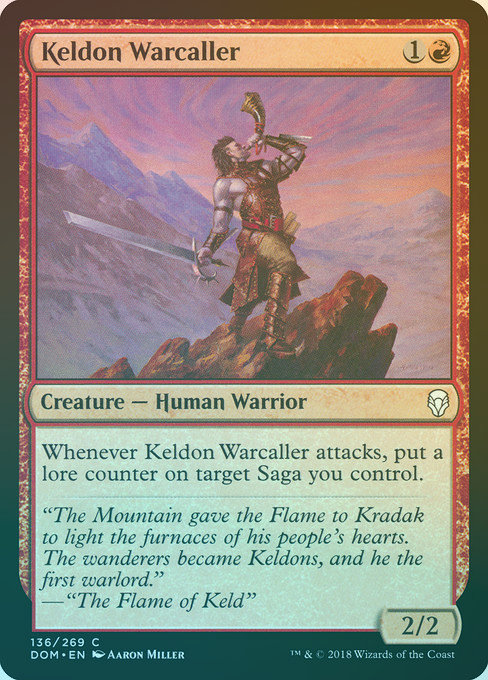 Keldon Warcaller 1
Creature — Human Warrior
Whenever Keldon Warcaller attacks, put a
lore counter on target Saga you control.
“The Mountain gave the Flame to Kradak
to light the furnaces of his people’s hearts.
The wanderers became Keldons, and he the
first warlord.”
—“The Flame of Keld”
2/2
136/269 C
DOM • EN Aaron Miller
™ & © 2018 Wizards of the Coast